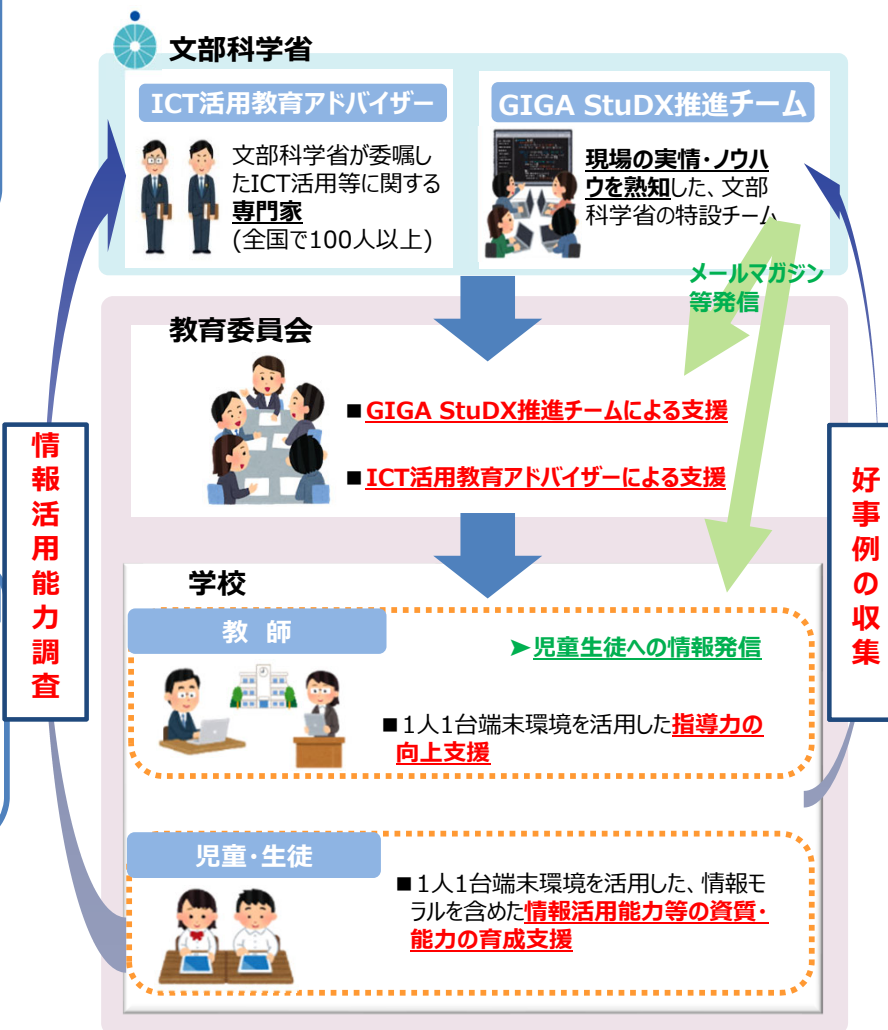 文部科学省
ICT活用教育アドバイザー
文部科学省が委嘱し
たICT活用等に関する
専門家
(全国で100人以上)
GIGA StuDX推進チーム
現場の実情・ノウハ
ウを熟知した、文部
科学省の特設チーム
メールマガジン
等発信
教育委員会
■GIGA StuDX推進チームによる支援
■ICT活用教育アドバイザーによる支援
情報活用能力調査
好事例の収集
学校
教 師
➤児童生徒への情報発信
■1人1台端末環境を活用した指導力の
向上支援
児童・生徒
■1人1台端末環境を活用した、情報モ
ラルを含めた情報活用能力等の資質・
能力の育成支援